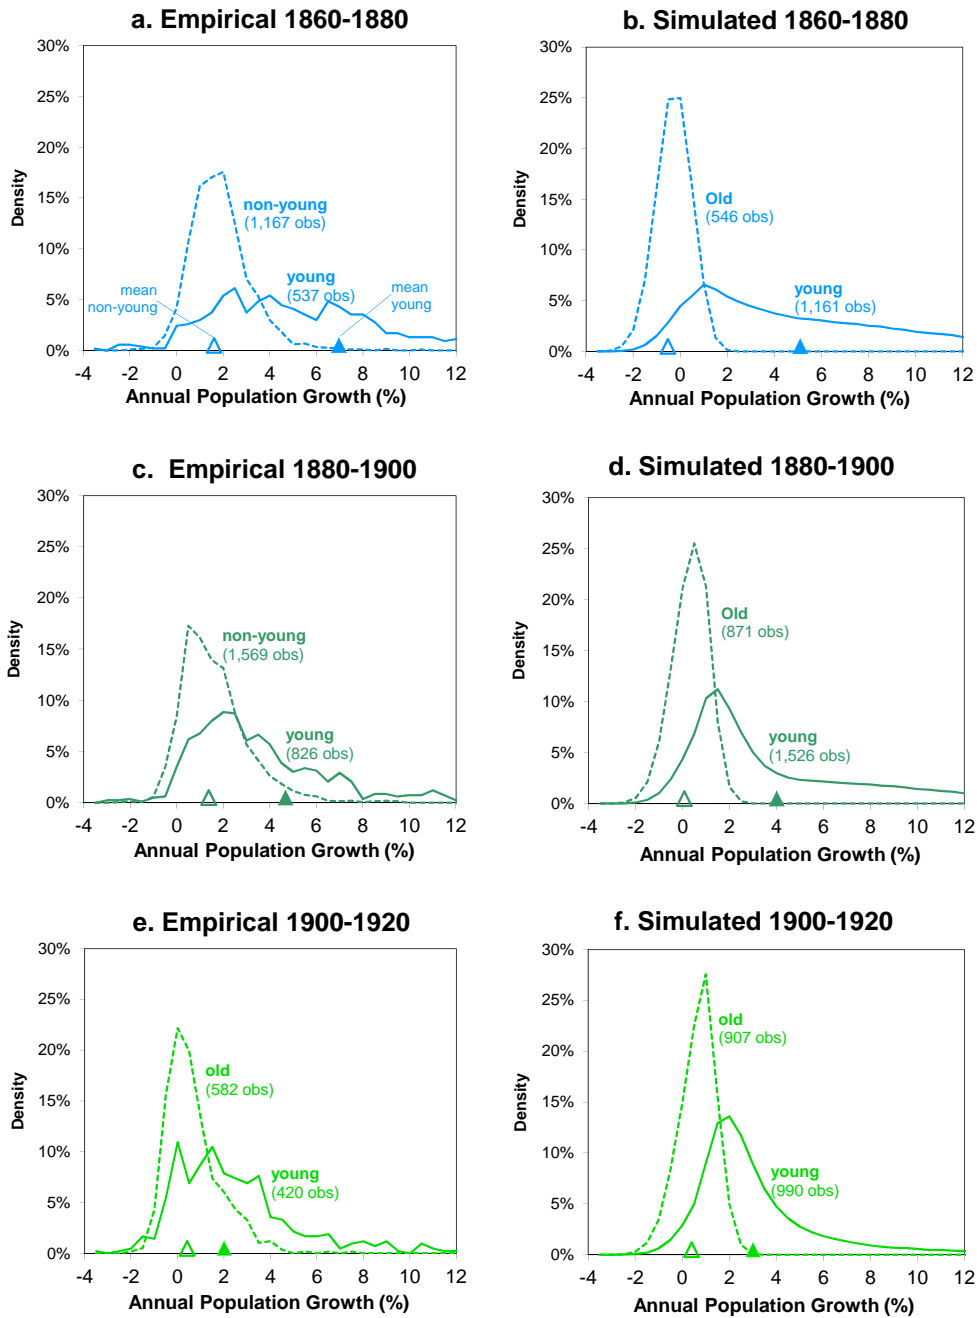 a. Empirical 1860-1880
30%
25%
20%
15%
10%
5%
0%
Density
non-young
(1,167 obs)
young
(537 obs)
mean
non-young
mean
young
-4 -2 0 2 4 6 8 10 12
Annual Population Growth (%)
b. Simulated 1860-1880
30%
25%
20%
15%
10%
5%
0%
Density
Old
(546 obs)
young
(1,161 obs)
-4 -2 0 2 4 6 8 10 12
Annual Population Growth (%)
c. Empirical 1880-1900
30%
25%
20%
15%
10%
5%
0%
Density
non-young
(1,569 obs)
young
(826 obs)
-4 -2 0 2 4 6 8 10 12
Annual Population Growth (%)
d. Simulated 1880-1900
30%
25%
20%
15%
10%
5%
0%
Density
Old
(871 obs)
young
(1,526 obs)
-4 -2 0 2 4 6 8 10 12
Annual Population Growth (%)
e. Empirical 1900-1920
30%
25%
20%
15%
10%
5%
0%
Density
old
(582 obs)
young
(420 obs)
-4 -2 0 2 4 6 8 10 12
Annual Population Growth (%)
f. Simulated 1900-1920
30%
25%
20%
15%
10%
5%
0%
Density
old
(907 obs)
young
(990 obs)
-4 -2 0 2 4 6 8 10 12
Annual Population Growth (%)